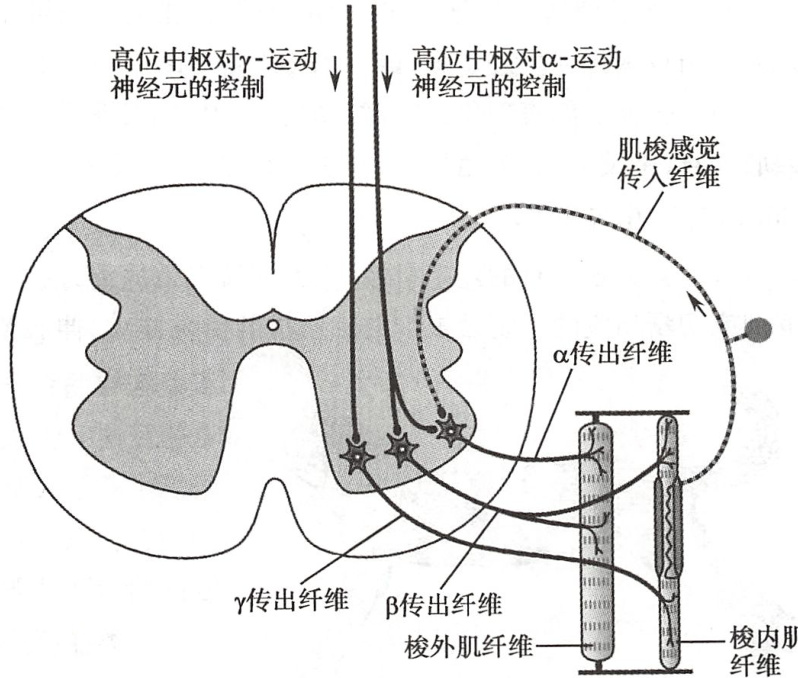 高位中枢对γ-运动
神经元的控制
高位中枢对α-运动
神经元的控制
肌梭感觉
传入纤维
α传出纤维
γ传出纤维
β传出纤维
梭外肌纤维
梭内肌
纤维